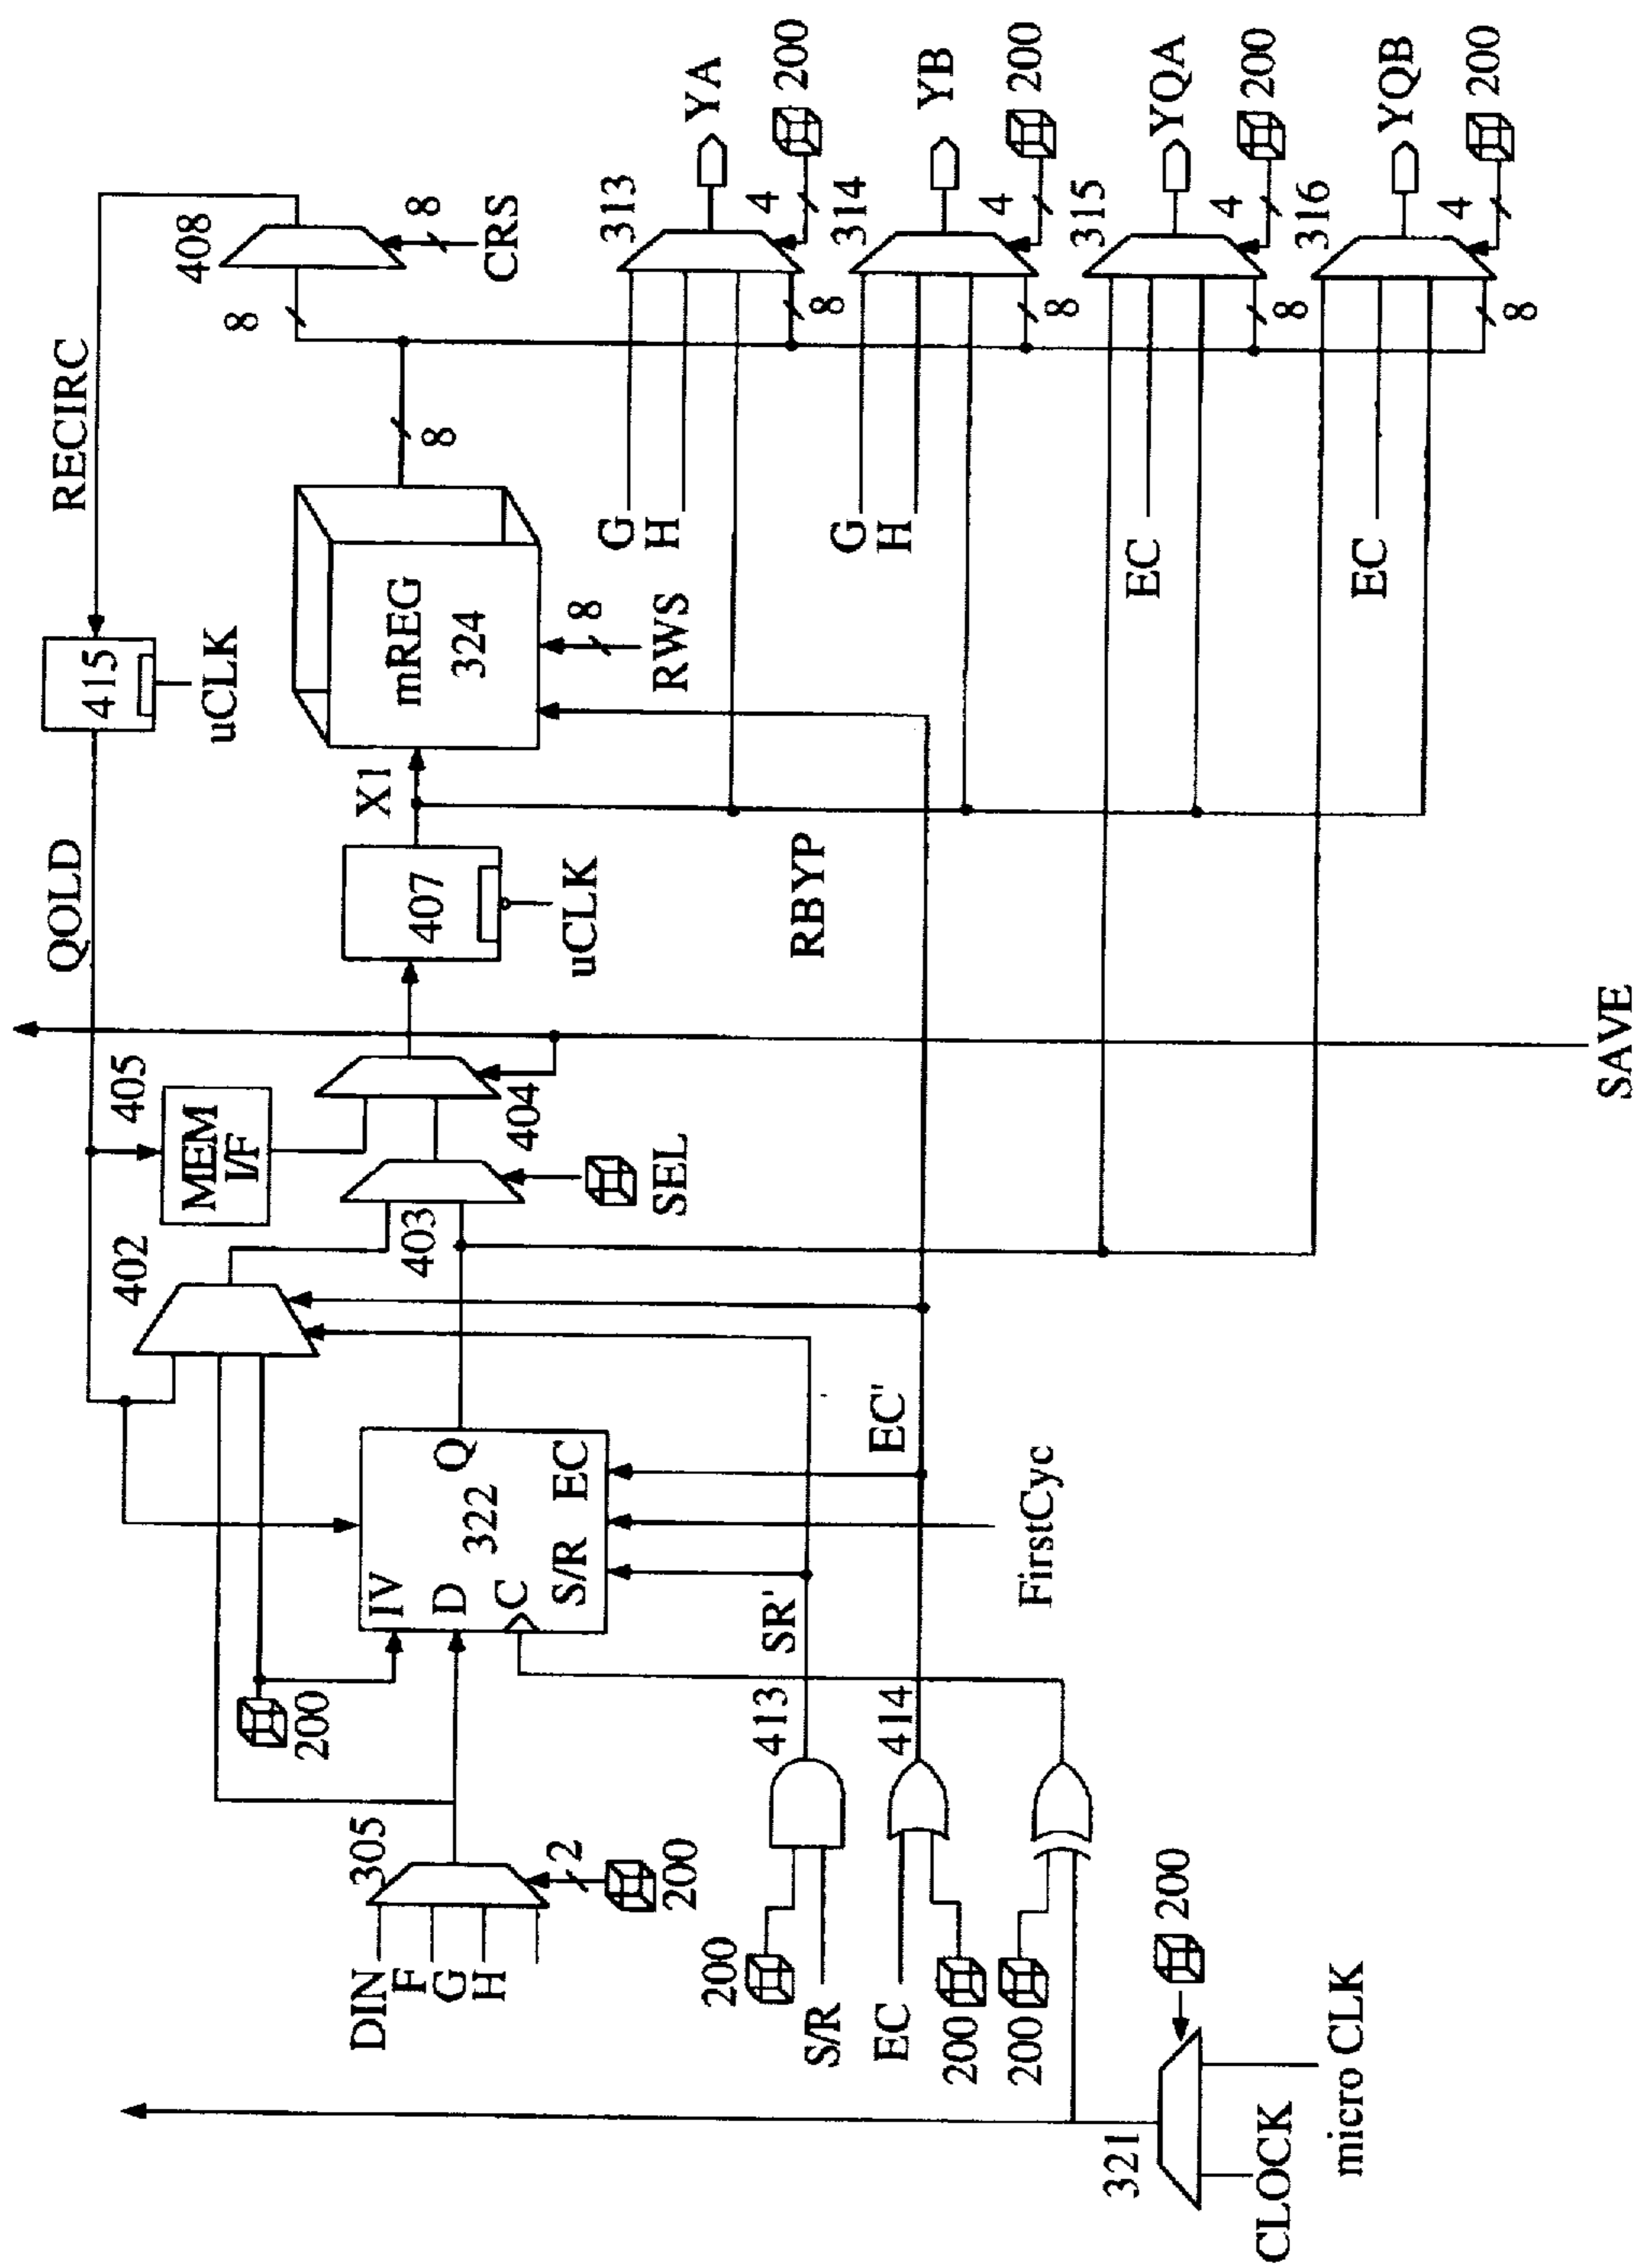 RECIRC
QOLD
408
8
8
CRS
415
uCLK
8
mREG
324
8
RWS
X1
407
uCLK
RBYP
405
MEM
I/F
404
403
SEL
402
SAVE
313
G
H
8
4
YA
200
314
G
H
8
4
YB
200
315
EC
8
4
YQA
200
316
EC
8
4
YQB
200
IV
D
C
S/R
Q
EC
322
200
305
DIN
F
G
H
2
200
SR'
413
200
S/R
EC'
414
EC
200
200
FirstCyc
321
200
CLOCK
micro CLK